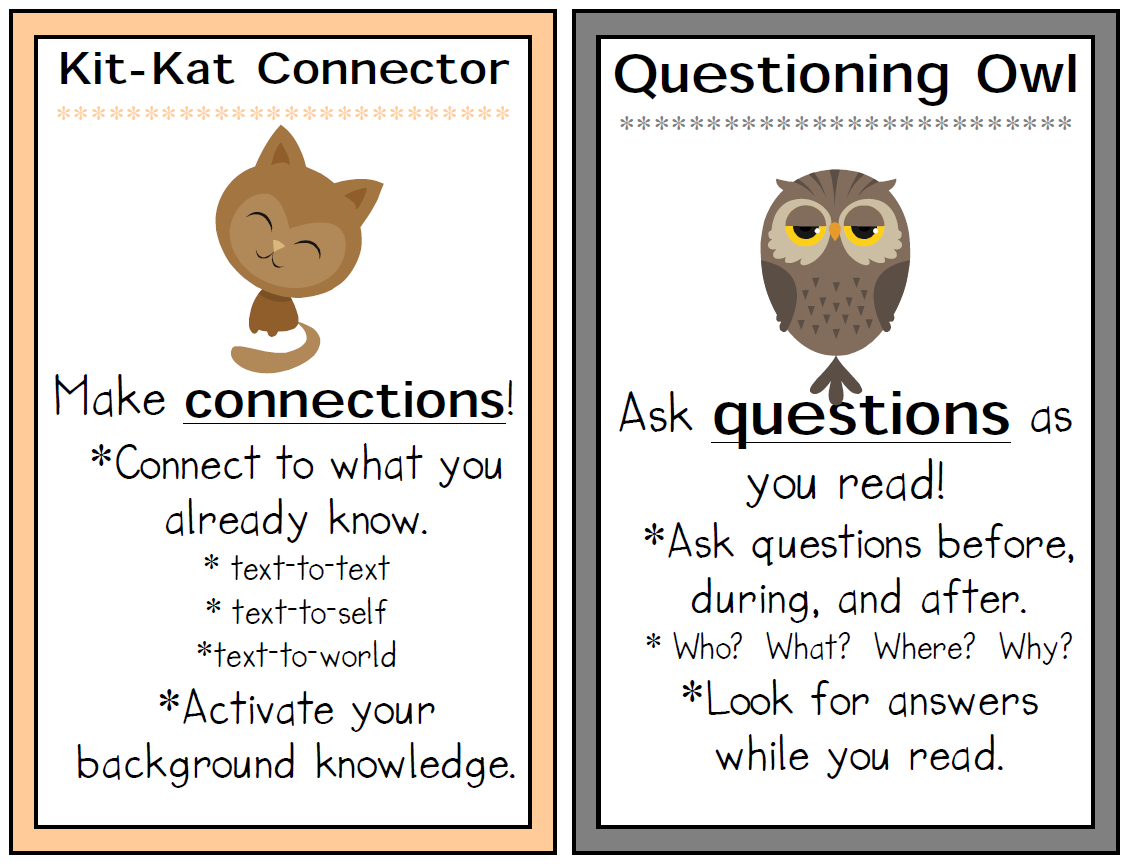 Kit-Kat Connector
**************************
Make connections!
*Connect to what you
already know.
* text-to-text
* text-to-self
*text-to-world
*Activate your
background knowledge.
Questioning Owl
**************************
Ask questions as
you read!
*Ask questions before,
during, and after.
* Who? What? Where? Why?
*Look for answers
while you read.